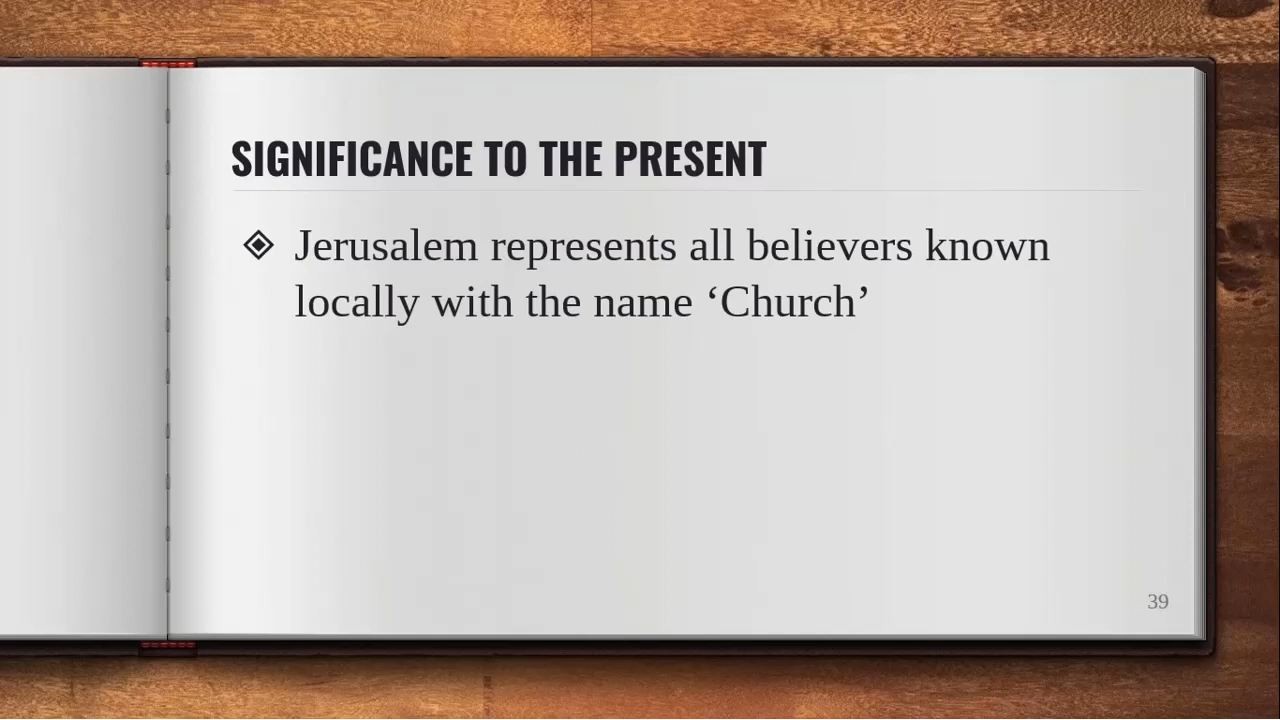 SIGNIFICANCE TO THE PRESENT
Jerusalem represents all believers known
locally with the name ‘Church’
39